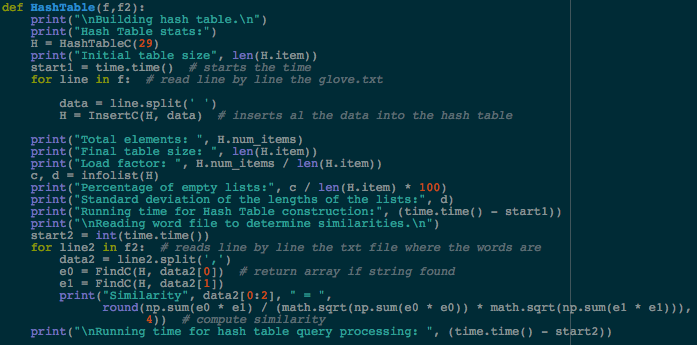 def HashTable(f,f2):
    print("\nBuilding hash table.\n")
    print("Hash Table stats:")
    H = HashTableC(29)
    print("Initial table size", len(H.item))
    start1 = time.time()  # starts the time
    for line in f:  # read line by line the glove.txt
        data = line.split(' ')
        H = InsertC(H, data)  # inserts al the data into the hash table
    print("Total elements: ", H.num_items)
    print("Final table size: ", len(H.item))
    print("Load factor: ", H.num_items / len(H.item))
    c, d = infolist(H)
    print("Percentage of empty lists:", c / len(H.item) * 100)
    print("Standard deviation of the lengths of the lists:", d)
    print("Running time for Hash Table construction:", (time.time() - start1))
    print("\nReading word file to determine similarities.\n")
    start2 = int(time.time())
    for line2 in f2:  # reads line by line the txt file where the words are
        data2 = line2.split(',')
        e0 = FindC(H, data2[0])  # return array if string found
        e1 = FindC(H, data2[1])
        print("Similarity", data2[0:2], " = ",
              round(np.sum(e0 * e1) / (math.sqrt(np.sum(e0 * e0)) * math.sqrt(np.sum(e1 * e1))),
                    4))  # compute similarity
    print("\nRunning time for hash table query processing: ", (time.time() - start2))